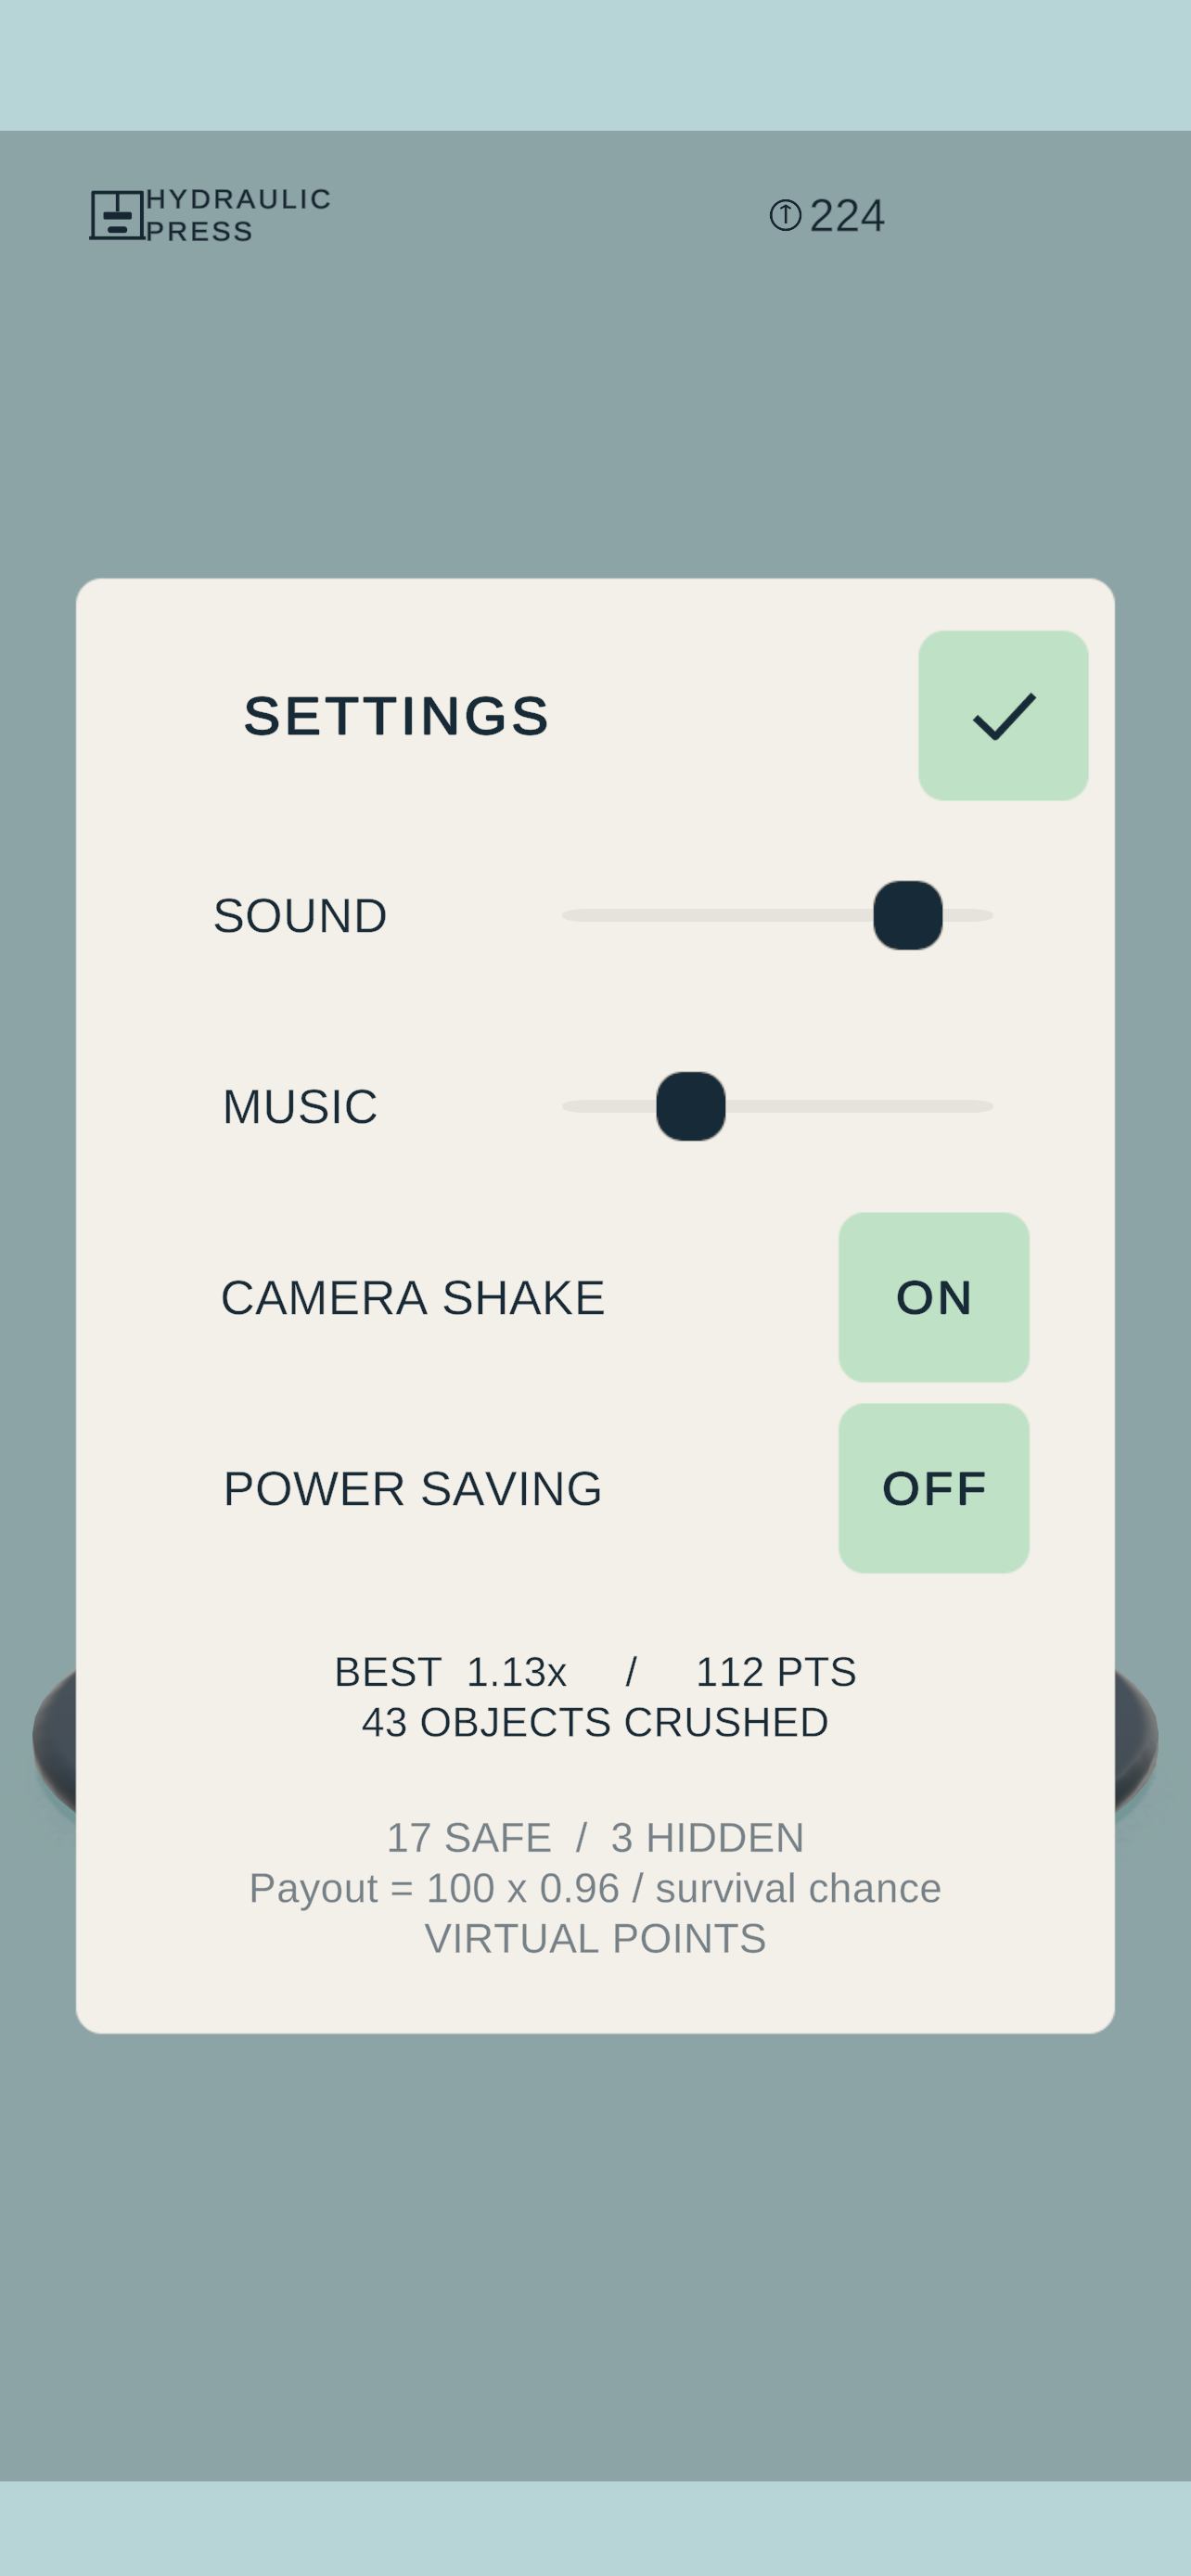 HYDRAULIC
PRESS
224
SETTINGS
SOUND
MUSIC
CAMERA SHAKE
ON
POWER SAVING
OFF
BEST 1.13x / 112 PTS
43 OBJECTS CRUSHED
17 SAFE / 3 HIDDEN
Payout = 100 x 0.96 / survival chance
VIRTUAL POINTS